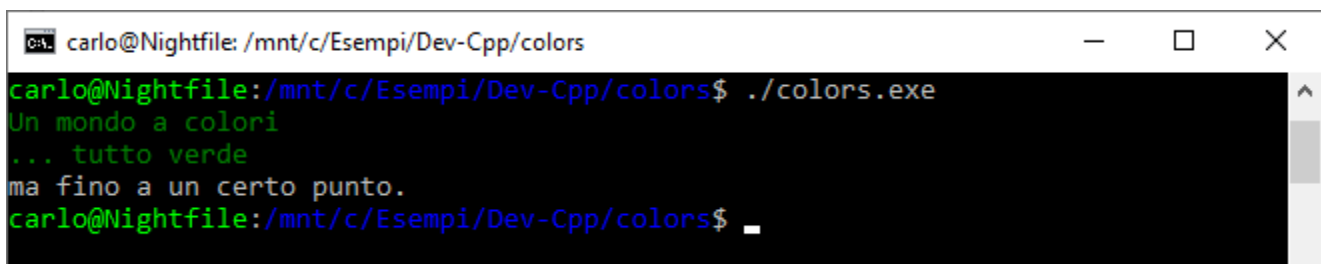 carlo@Nightfile: /mnt/c/Esempi/Dev-Cpp/colors
carlo@Nightfile:/mnt/c/Esempi/Dev-Cpp/colors$ ./colors.exe
Un mondo a colori
... tutto verde
ma fino a un certo punto.
carlo@Nightfile:/mnt/c/Esempi/Dev-Cpp/colors$